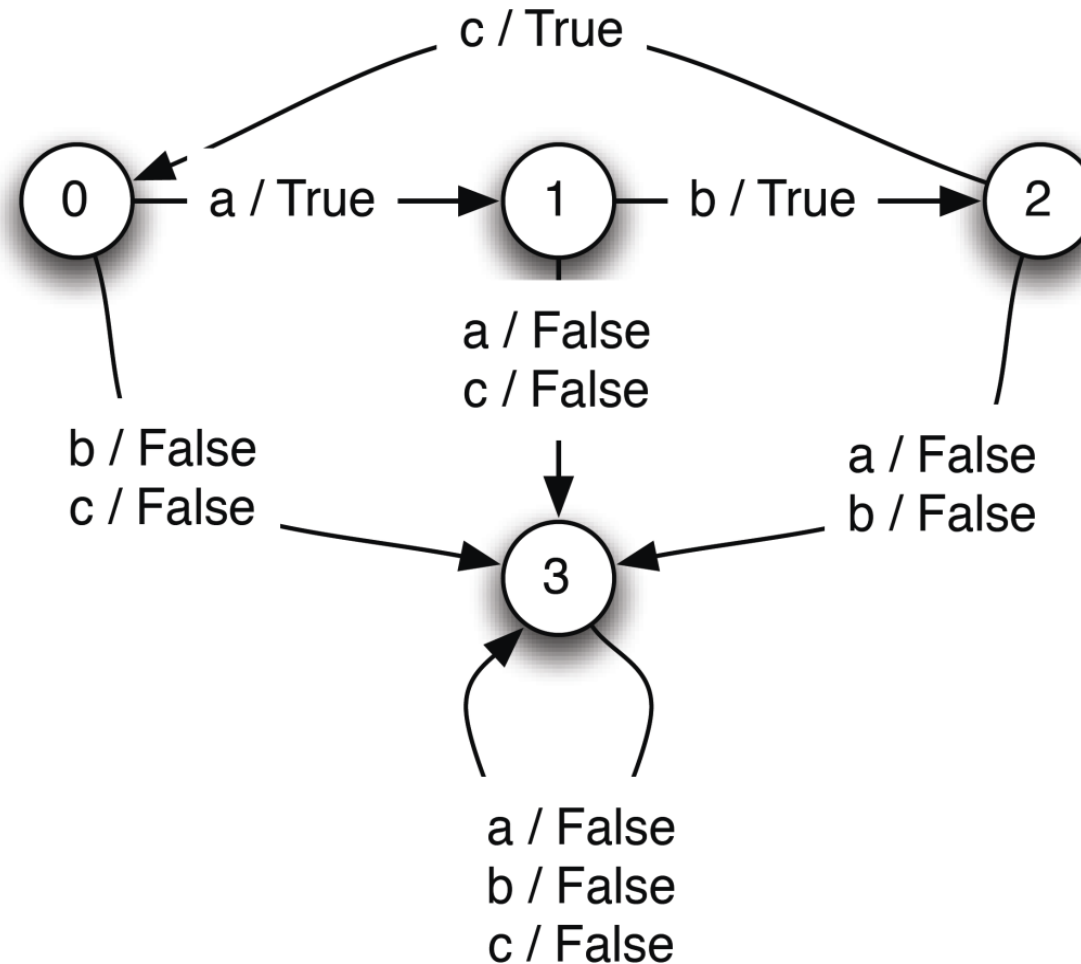 c / True
0
a / True
1
b / True
2
a / False
c / False
b / False
c / False
a / False
b / False
3
a / False
b / False
c / False